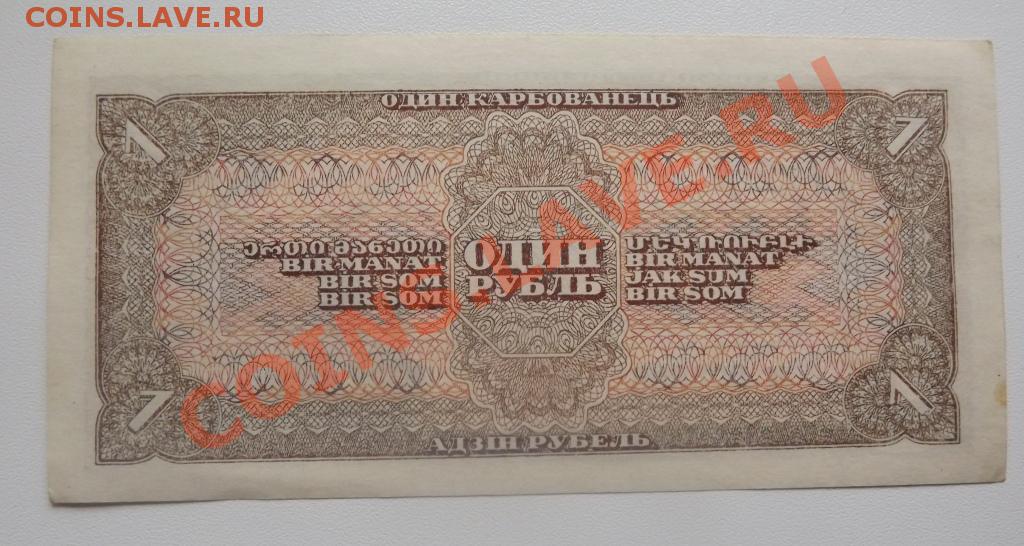 COINS.LAVE.RU
ОДИН КАРБОВАНЕЦЬ
1
1
ᲔᲠᲗᲘ ᲛᲐᲜᲔᲗᲘ
BIR MANAT
BIR SUM
BIR SOM
ОДИН
РУБЛЬ
ՄԵԿ ՌՈՒԲԼԻ
BIR MANAT
JAK SUM
BIR SOM
1
1
АДЗІН РУБЕЛЬ
COINS.LAVE.RU